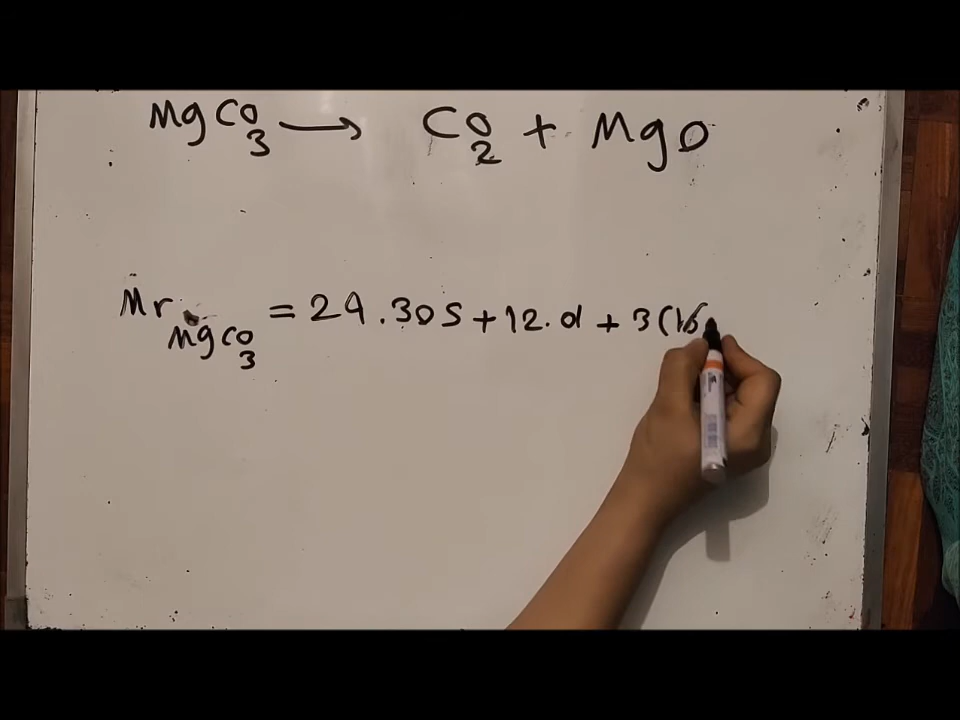 MgCO3 → CO2 + MgO
Mr MgCO3 = 24.305 + 12.01 + 3(16